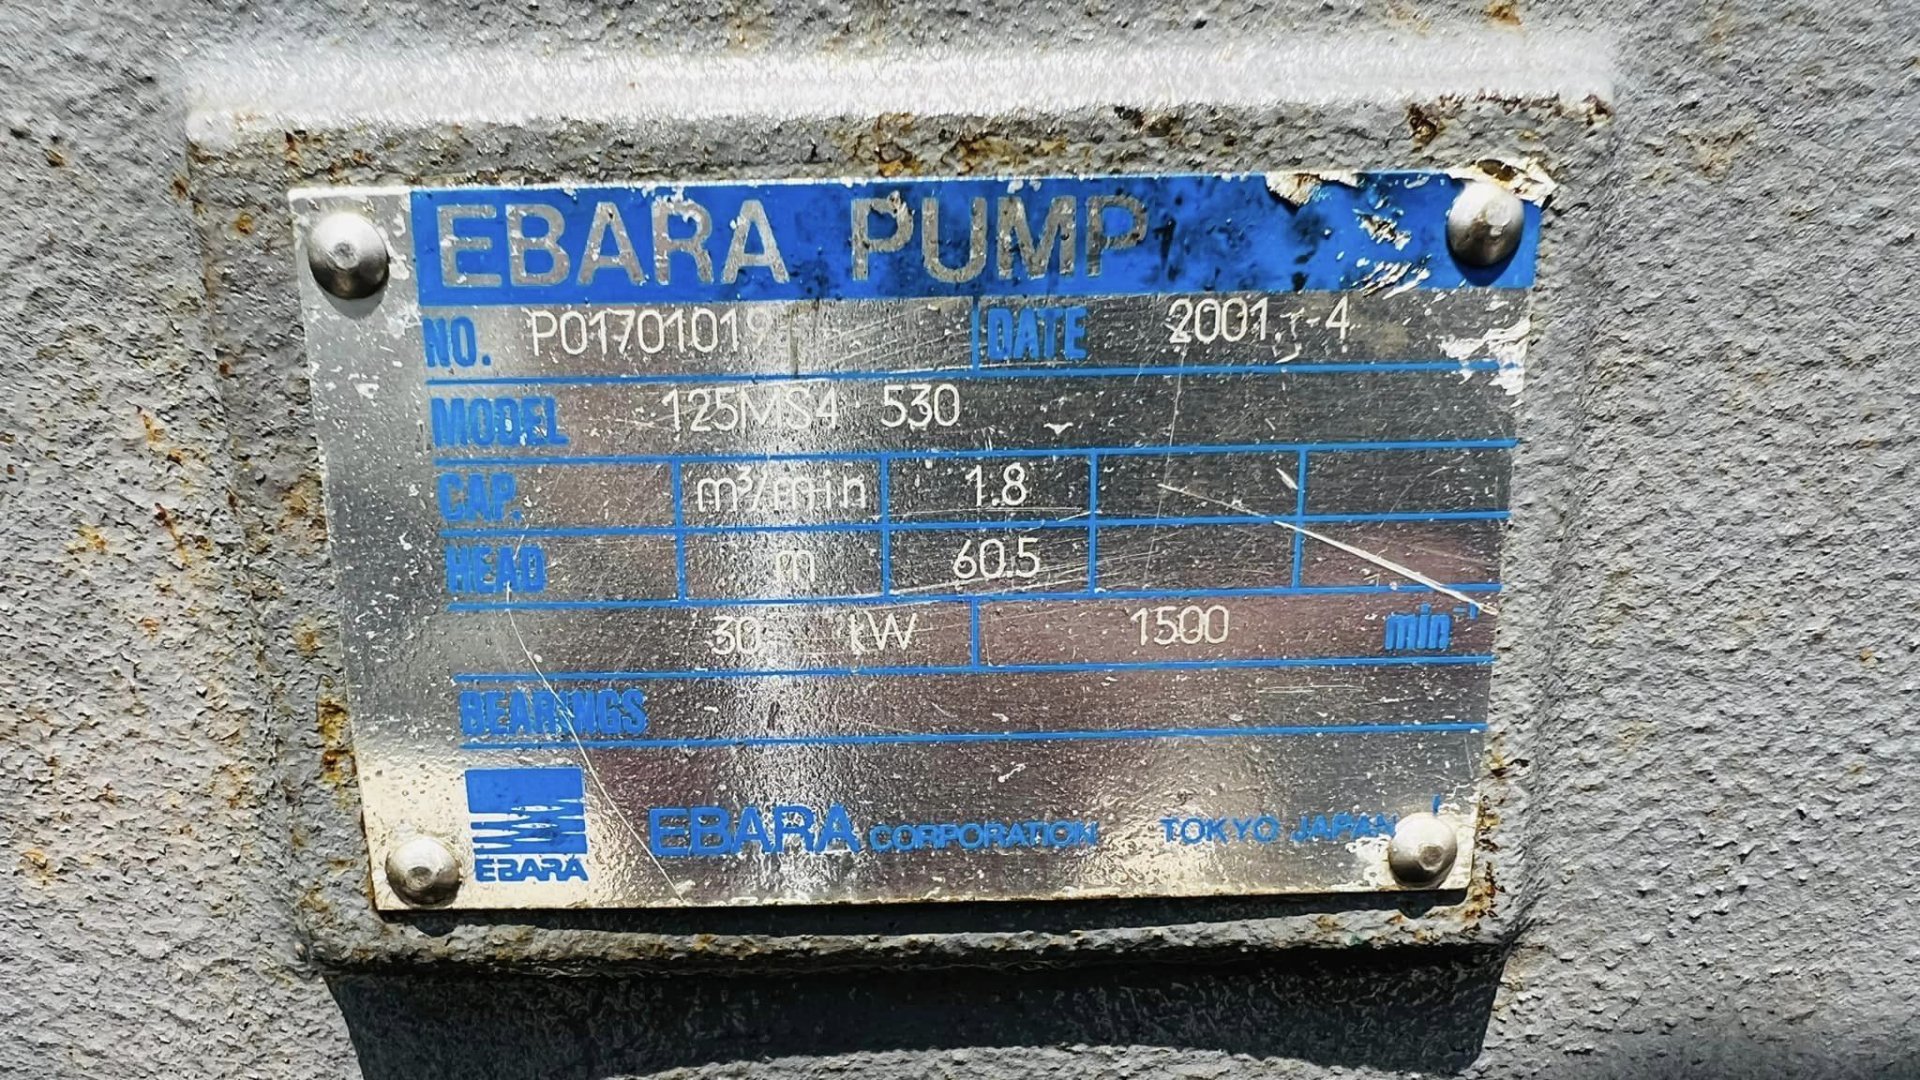 EBARA PUMP
NO. P01701019 DATE 2001.-4
MODEL 125MS4 530
CAP. m³/min 1.8
HEAD m 60.5
30 kW 1500 min⁻¹
BEARINGS
EBARA
EBARA CORPORATION TOKYO JAPAN